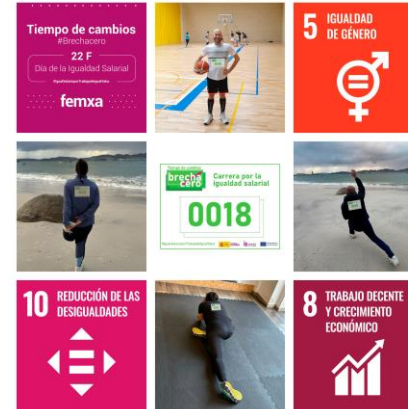 Tiempo de cambios
#Brechacero
22 F
Día de la Igualdad Salarial
femxa
5 IGUALDAD
DE GÉNERO
brecha
cero
Carrera por la
igualdad salarial
0018
10 REDUCCIÓN DE LAS
DESIGUALDADES
8 TRABAJO DECENTE
Y CRECIMIENTO
ECONÓMICO